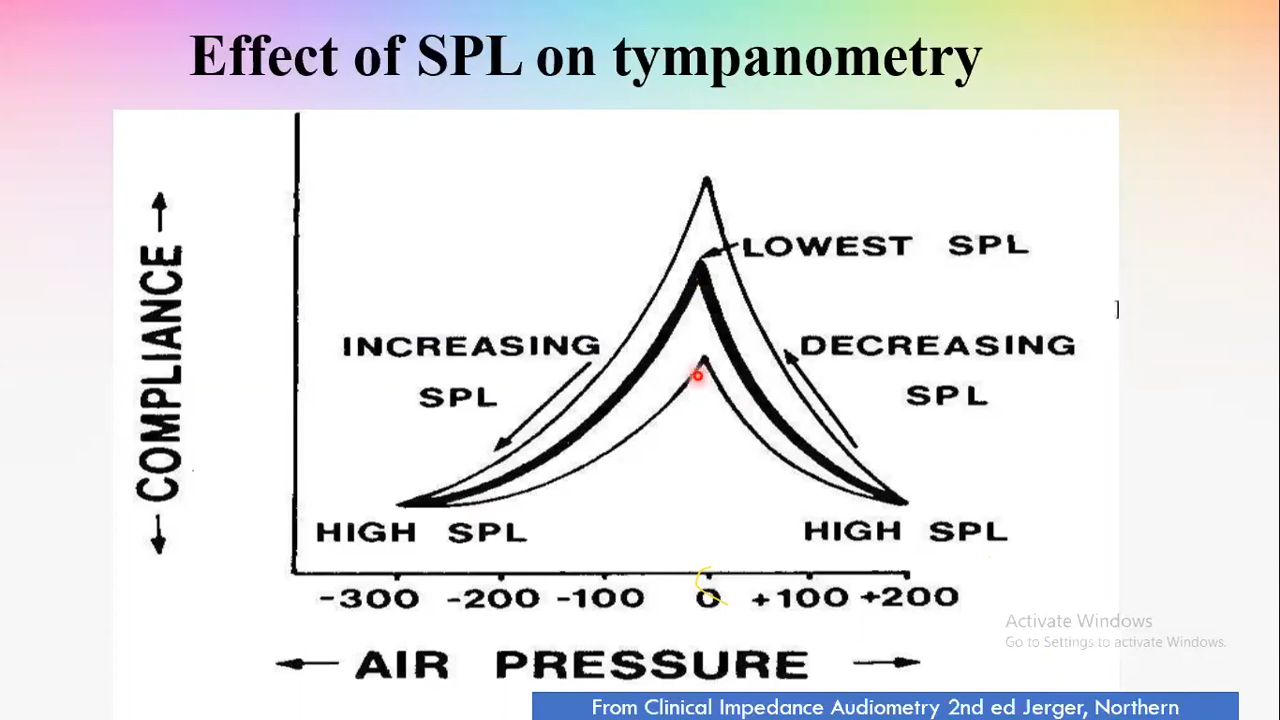 Effect of SPL on tympanometry
LOWEST SPL
INCREASING
SPL
DECREASING
SPL
COMPLIANCE
HIGH SPL
HIGH SPL
-300 -200 -100 0 +100 +200
AIR PRESSURE
Activate Windows
Go to Settings to activate Windows.
From Clinical Impedance Audiometry 2nd ed Jerger, Northern